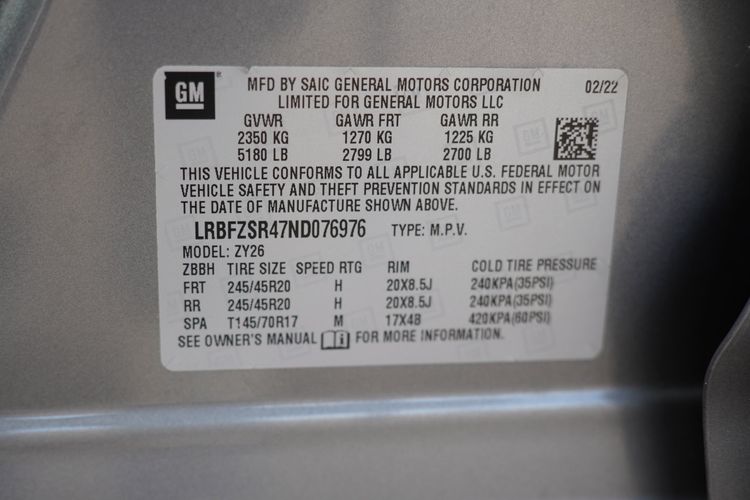 GM ® MFD BY SAIC GENERAL MOTORS CORPORATION 02/22
LIMITED FOR GENERAL MOTORS LLC
GVWR GAWR FRT GAWR RR
2350 KG 1270 KG 1225 KG
5180 LB 2799 LB 2700 LB
THIS VEHICLE CONFORMS TO ALL APPLICABLE U.S. FEDERAL MOTOR
VEHICLE SAFETY AND THEFT PREVENTION STANDARDS IN EFFECT ON
THE DATE OF MANUFACTURE SHOWN ABOVE.
LRBFZSR47ND076976 TYPE: M.P.V.
MODEL: ZY26
ZBBH TIRE SIZE SPEED RTG RIM COLD TIRE PRESSURE
FRT 245/45R20 H 20X8.5J 240KPA(35PSI)
RR 245/45R20 H 20X8.5J 240KPA(35PSI)
SPA T145/70R17 M 17X4B 420KPA(60PSI)
SEE OWNER'S MANUAL i FOR MORE INFORMATION.